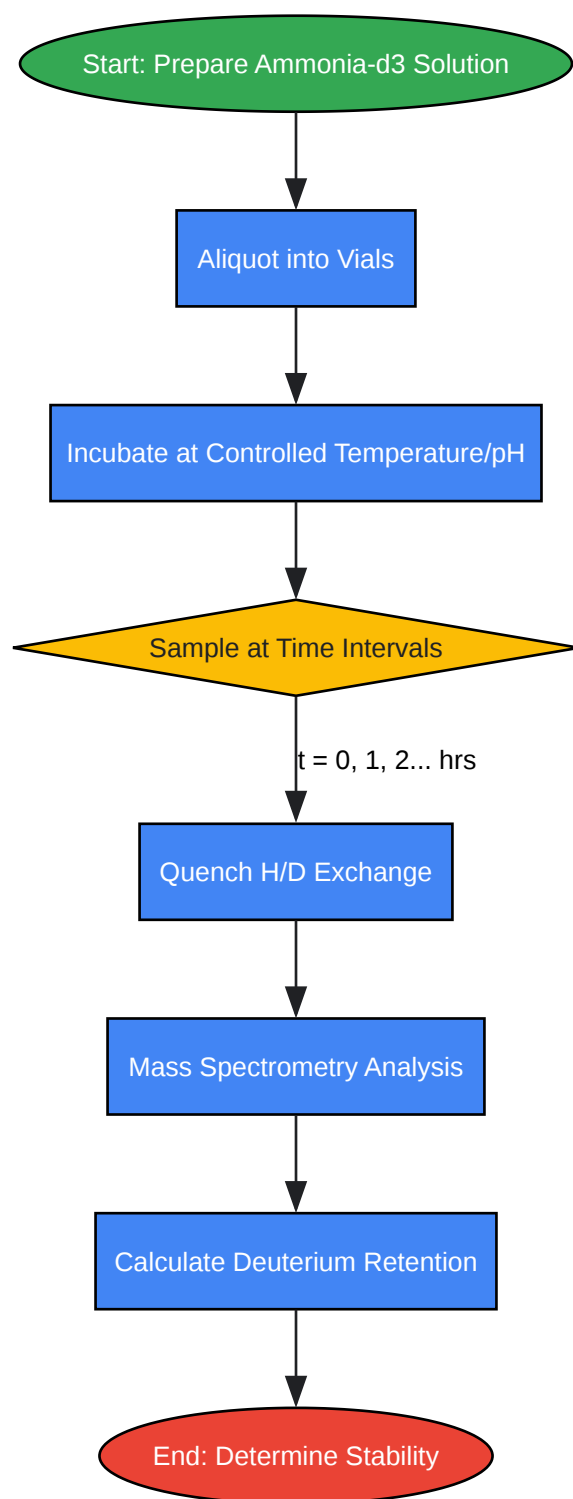 Start: Prepare Ammonia-d3 Solution
Aliquot into Vials
Incubate at Controlled Temperature/pH
Sample at Time Intervals
t = 0, 1, 2... hrs
Quench H/D Exchange
Mass Spectrometry Analysis
Calculate Deuterium Retention
End: Determine Stability